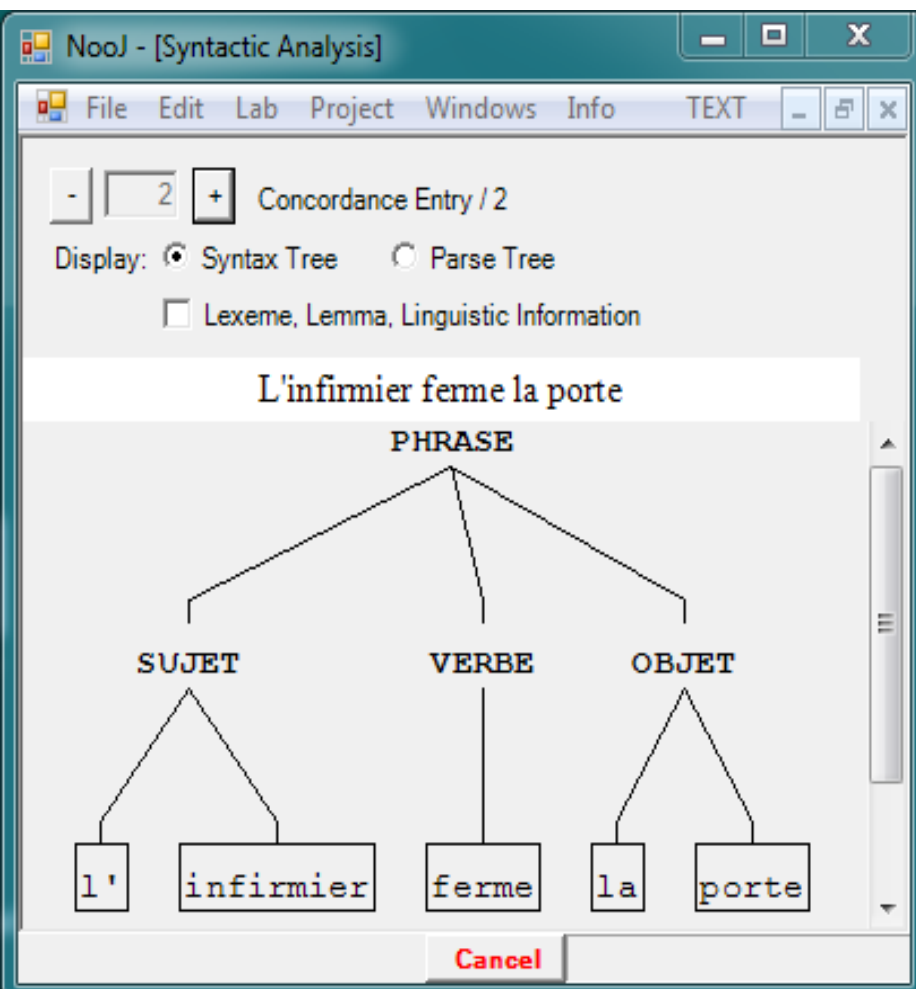 NooJ - [Syntactic Analysis]
File Edit Lab Project Windows Info TEXT
- 2 + Concordance Entry / 2
Display: Syntax Tree Parse Tree
Lexeme, Lemma, Linguistic Information
L'infirmier ferme la porte
PHRASE
SUJET VERBE OBJET
l' infirmier ferme la porte
Cancel